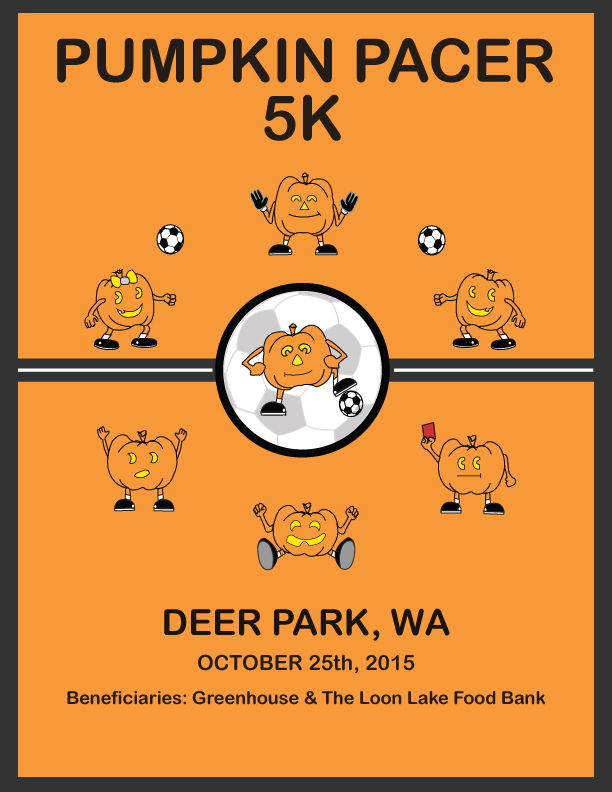 PUMPKIN PACER
5K
DEER PARK, WA
OCTOBER 25th, 2015
Beneficiaries: Greenhouse & The Loon Lake Food Bank